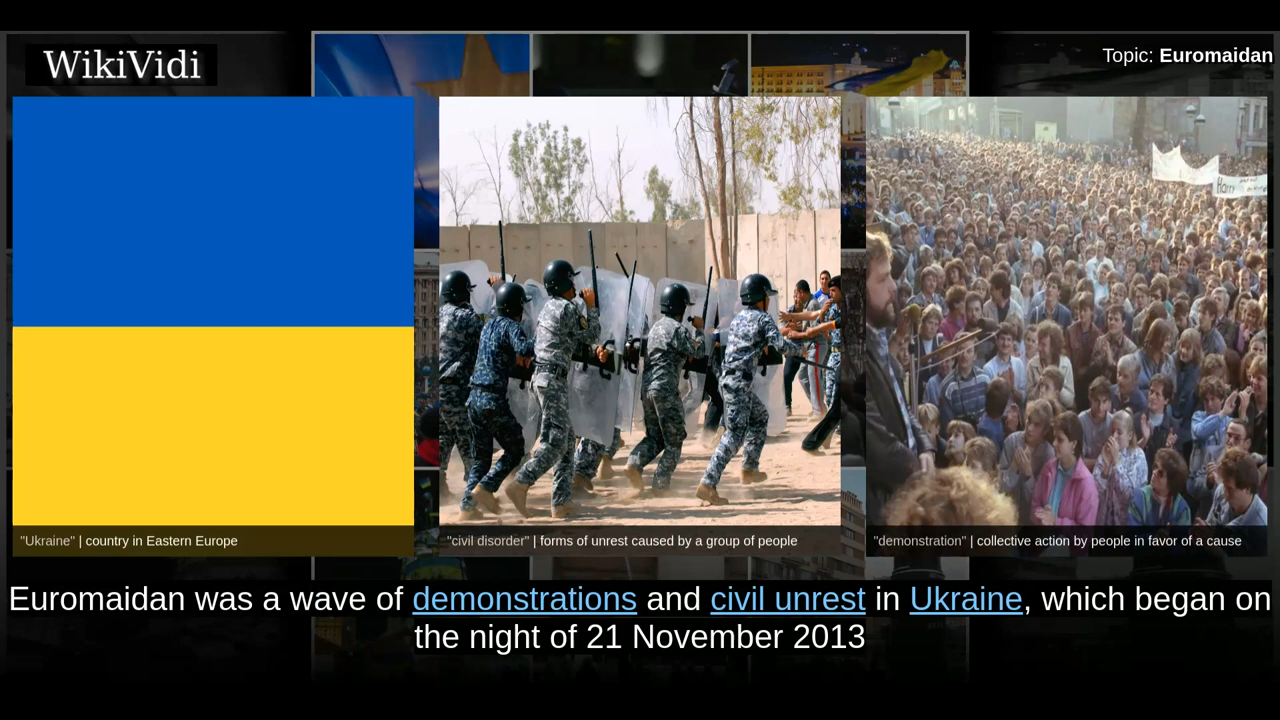 WikiVidi
Topic: Euromaidan
"Ukraine" | country in Eastern Europe
"civil disorder" | forms of unrest caused by a group of people
"demonstration" | collective action by people in favor of a cause
Euromaidan was a wave of demonstrations and civil unrest in Ukraine, which began on
the night of 21 November 2013